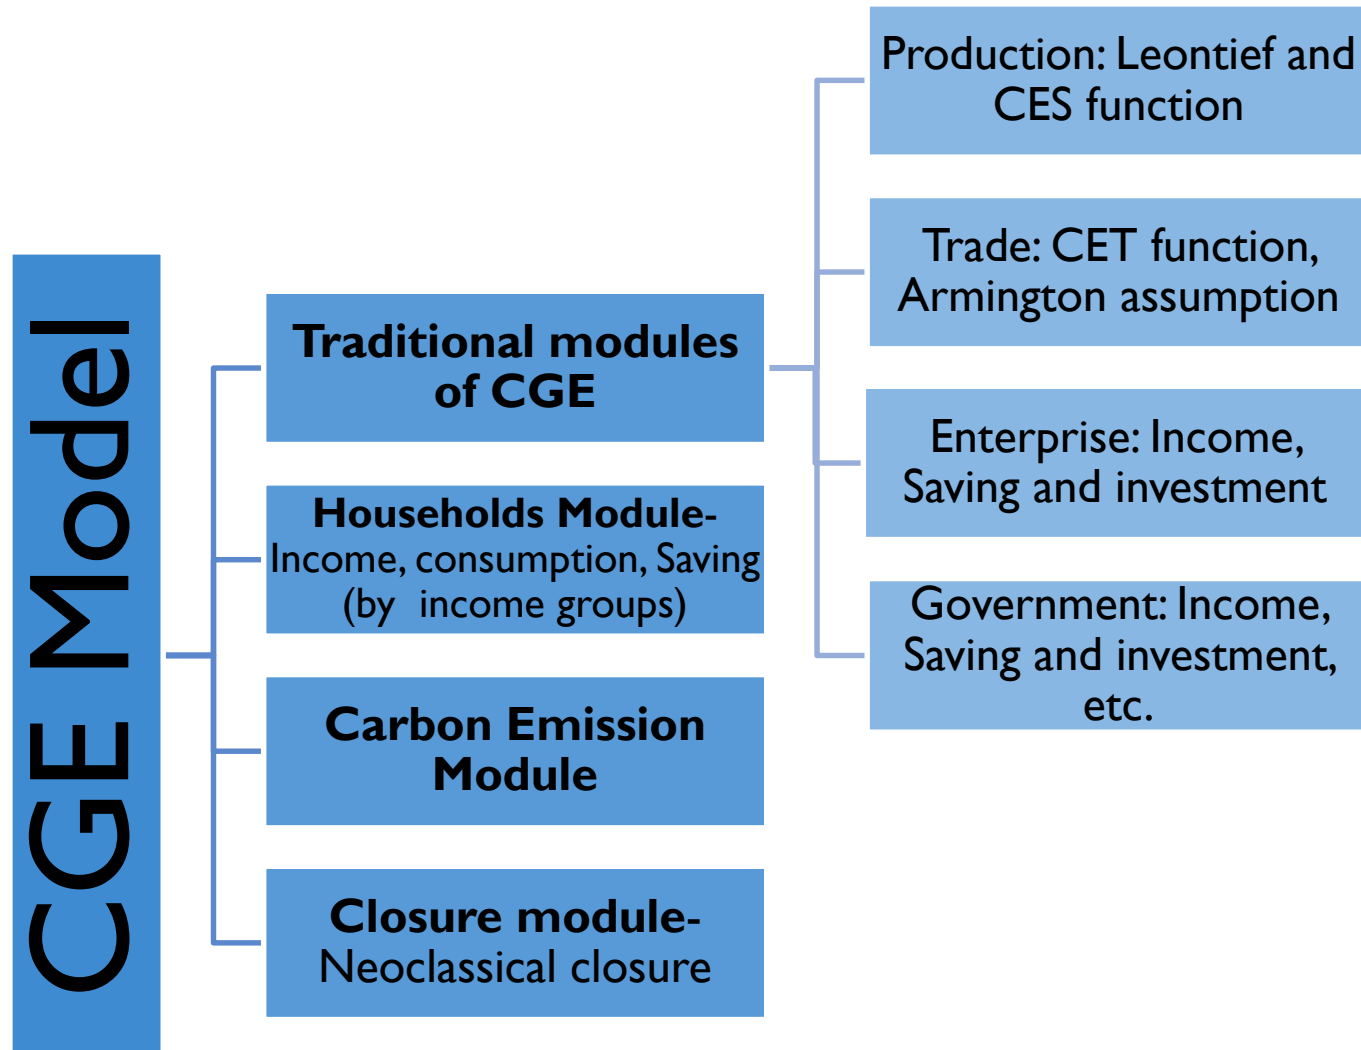 CGE Model
Traditional modules
of CGE
Households Module-
Income, consumption, Saving
(by income groups)
Carbon Emission
Module
Closure module-
Neoclassical closure
Production: Leontief and
CES function
Trade: CET function,
Armington assumption
Enterprise: Income,
Saving and investment
Government: Income,
Saving and investment,
etc.